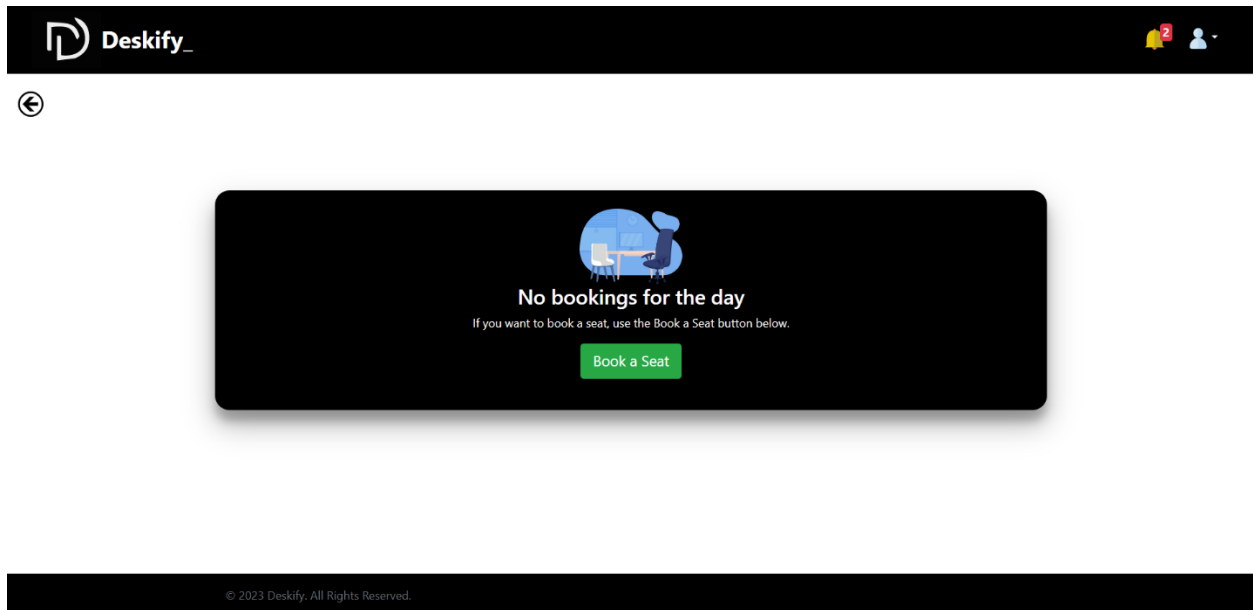 Deskify_
2
No bookings for the day
If you want to book a seat, use the Book a Seat button below.
Book a Seat
© 2023 Deskify. All Rights Reserved.